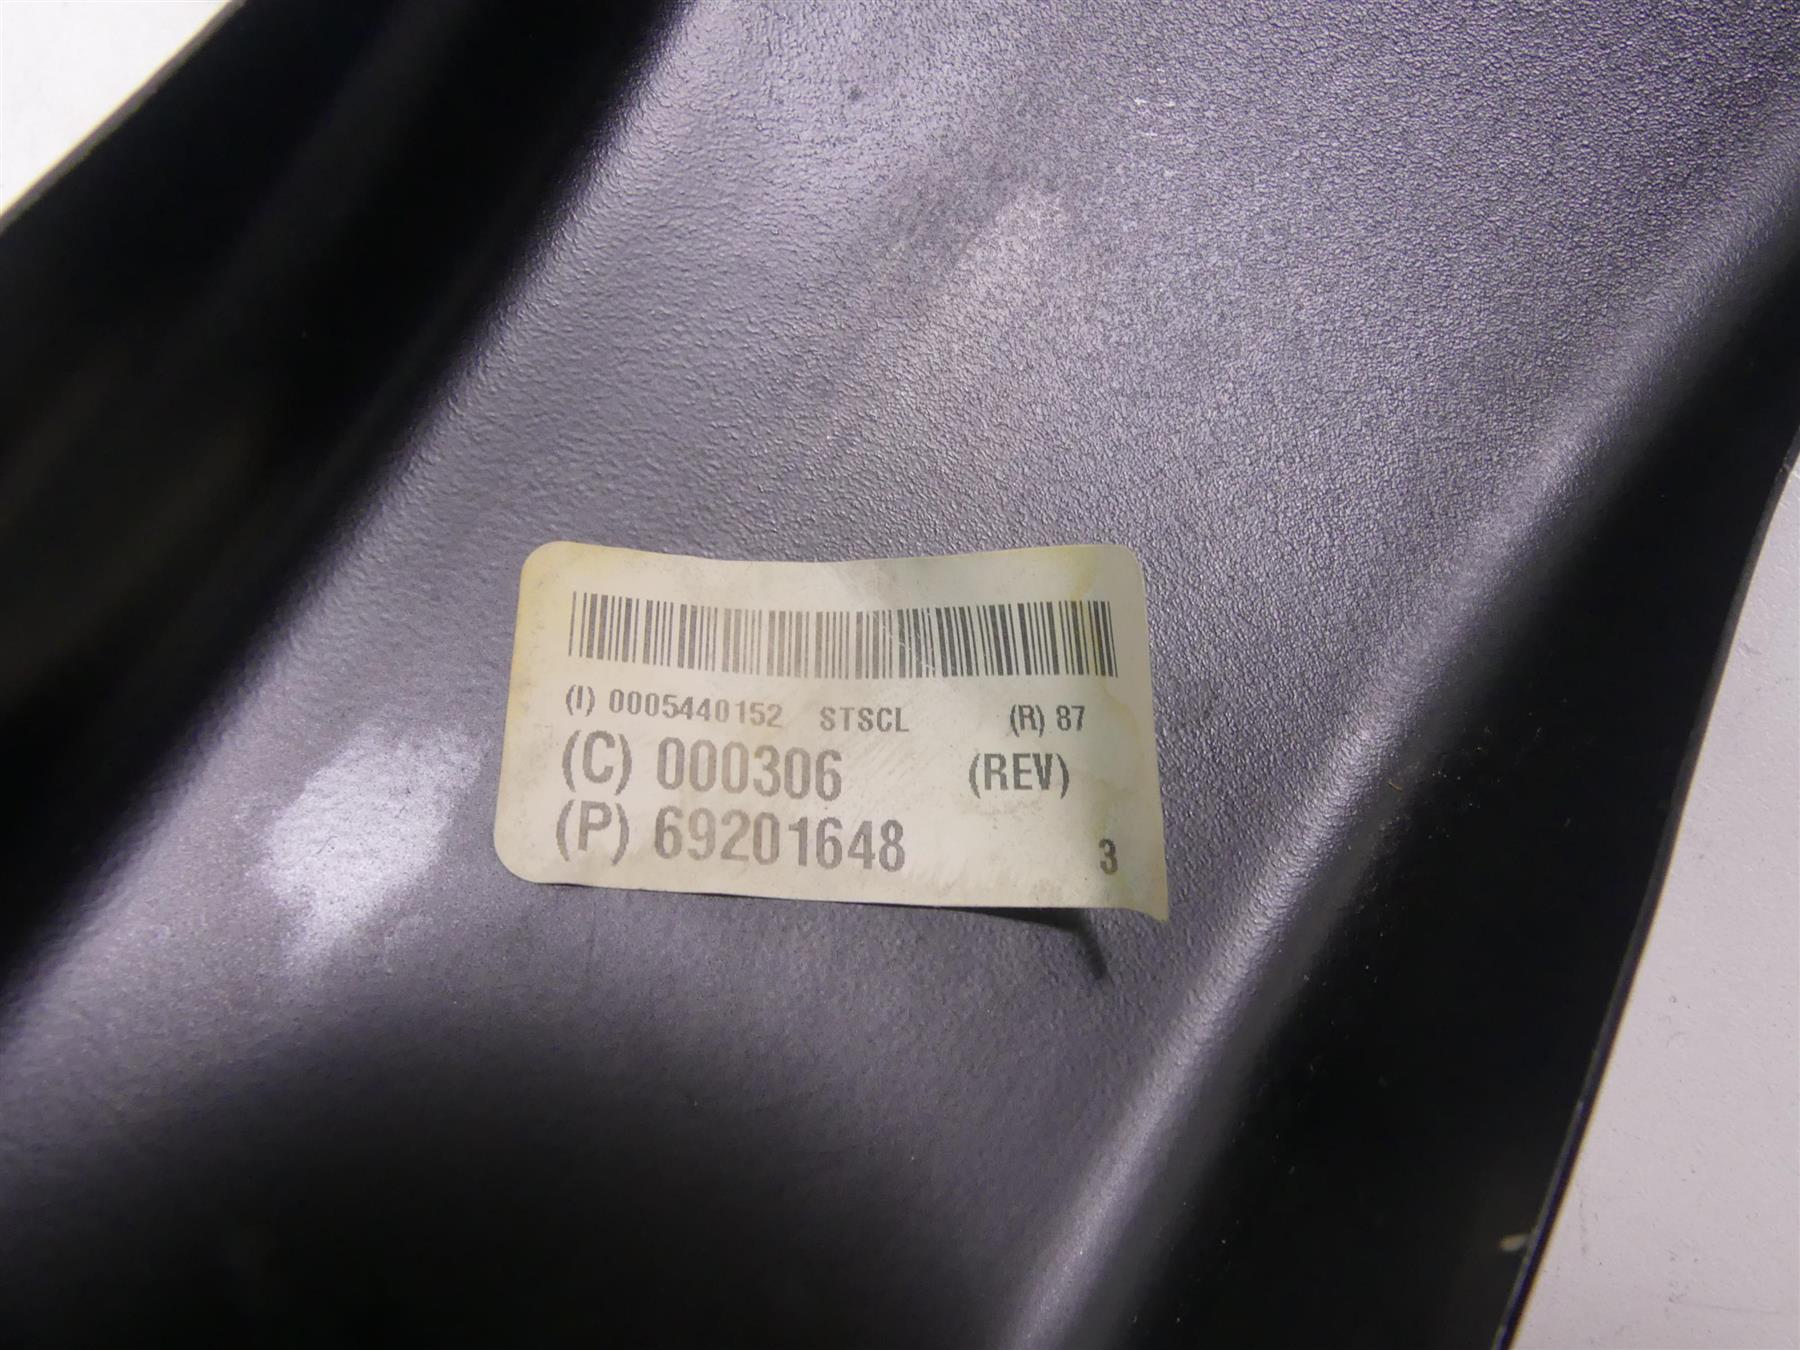 (I) 0005440152 STSCL (R) 87
(C) 000306 (REV)
(P) 69201648 3